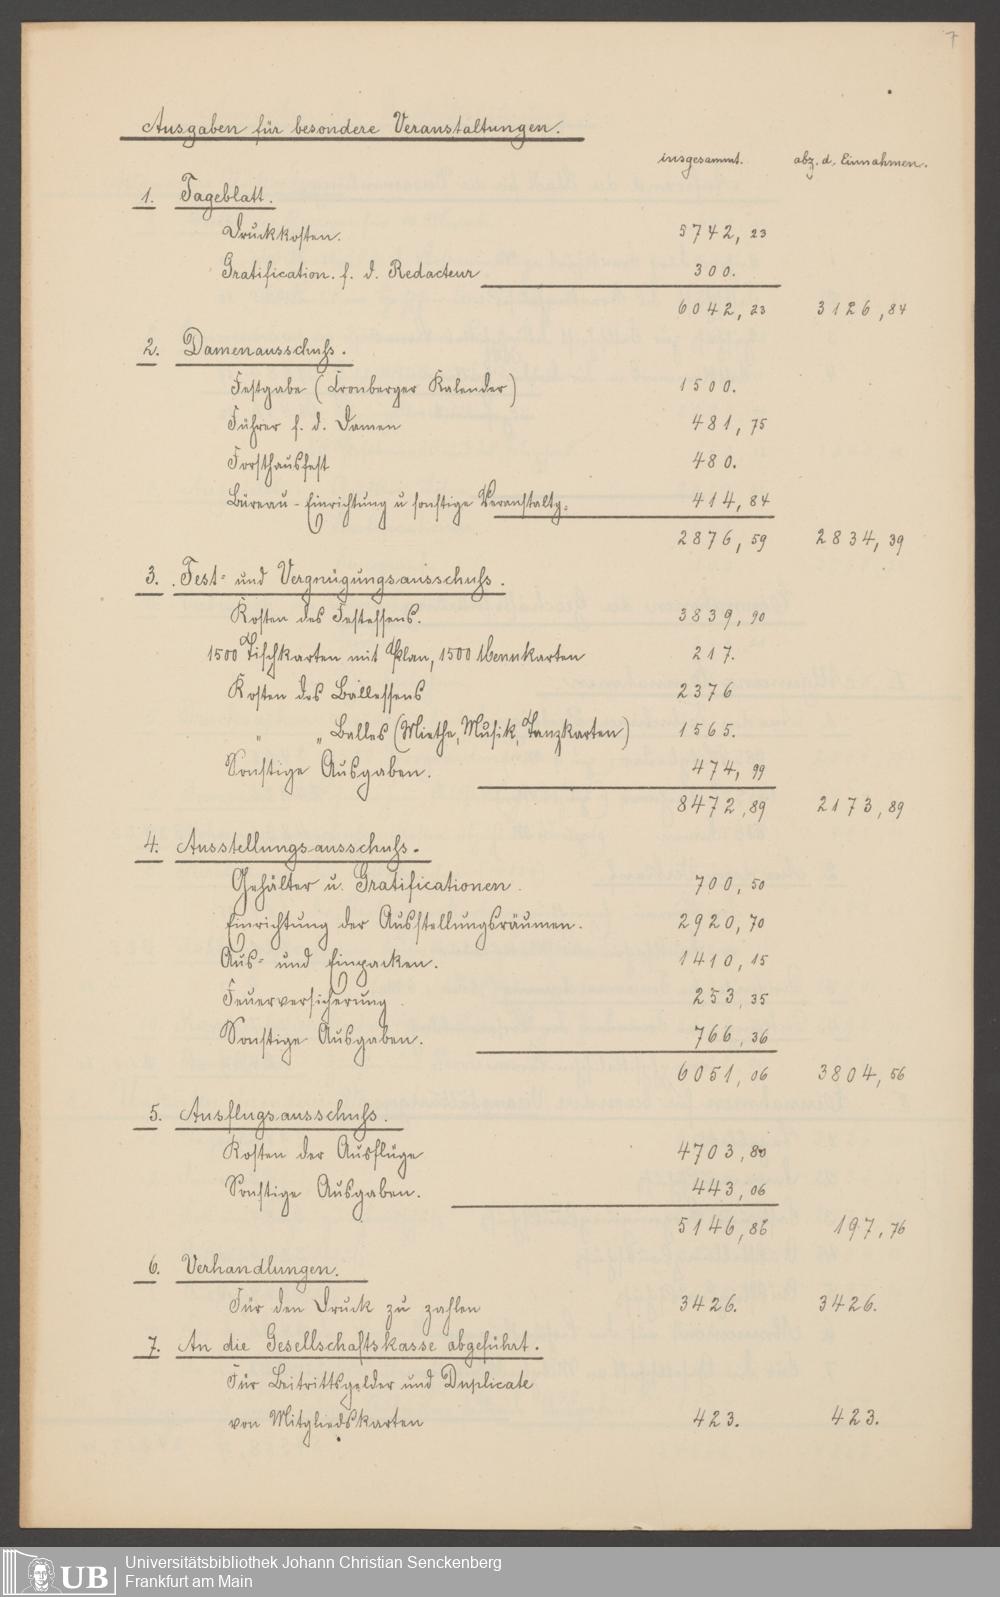 7
Ausgaben für besondere Veranstaltungen.
insgesammt. abz. d. Einnahmen.
1. Tageblatt.
Druckkosten. 5742,23
Gratification. f. d. Redacteur 300.
6042,23 3126,84
2. Damenausschuss.
Festgabe (Cronberger Kalender) 1500.
Führer f. d. Damen 481,75
Forsthausfest 480.
Büreau-Einrichtung u sonstige Veranstaltg. 414,84
2876,59 2834,39
3. Fest- und Vergnügungsausschuss.
Kosten des Festessens. 3839,90
1500 Tischkarten mit Plan, 1500 Menukarten 217.
Kosten des Ballessens 2376
" " Balles (Miethe, Musik, Tanzkarten) 1565.
Sonstige Ausgaben. 474,99
8472,89 2173,89
4. Ausstellungsausschuss.
Gehälter u. Gratificationen. 700,50
Einrichtung der Ausstellungsräumen. 2920,70
Aus- und Einpacken. 1410,15
Feuerversicherung. 253,35
Sonstige Ausgaben. 766,36
6051,06 3804,56
5. Ausflugsausschuss.
Kosten der Ausflüge 4703,80
Sonstige Ausgaben. 443,06
5146,86 197,76
6. Verhandlungen.
Für den Druck zu zahlen 3426. 3426.
7. An die Gesellschaftskasse abgeführt.
Für Beitrittsgelder und Duplicate
von Mitgliedskarten 423. 423.
UB Universitätsbibliothek Johann Christian Senckenberg
Frankfurt am Main